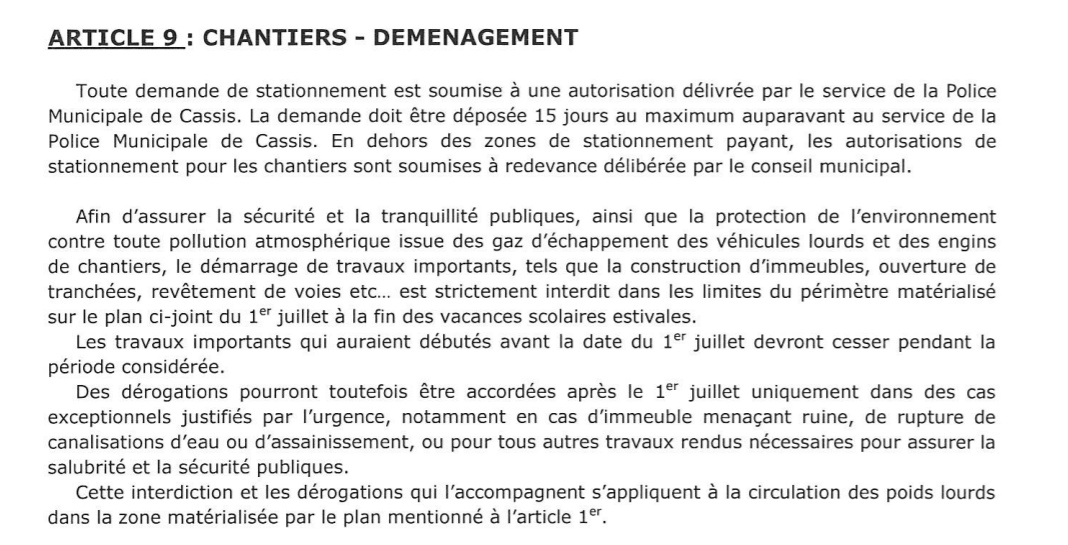 ARTICLE 9 : CHANTIERS - DEMENAGEMENT
Toute demande de stationnement est soumise à une autorisation délivrée par le service de la Police
Municipale de Cassis. La demande doit être déposée 15 jours au maximum auparavant au service de la
Police Municipale de Cassis. En dehors des zones de stationnement payant, les autorisations de
stationnement pour les chantiers sont soumises à redevance délibérée par le conseil municipal.
Afin d'assurer la sécurité et la tranquillité publiques, ainsi que la protection de l'environnement
contre toute pollution atmosphérique issue des gaz d'échappement des véhicules lourds et des engins
de chantiers, le démarrage de travaux importants, tels que la construction d'immeubles, ouverture de
tranchées, revêtement de voies etc... est strictement interdit dans les limites du périmètre matérialisé
sur le plan ci-joint du 1er juillet à la fin des vacances scolaires estivales.
Les travaux importants qui auraient débutés avant la date du 1er juillet devront cesser pendant la
période considérée.
Des dérogations pourront toutefois être accordées après le 1er juillet uniquement dans des cas
exceptionnels justifiés par l'urgence, notamment en cas d'immeuble menaçant ruine, de rupture de
canalisations d'eau ou d'assainissement, ou pour tous autres travaux rendus nécessaires pour assurer la
salubrité et la sécurité publiques.
Cette interdiction et les dérogations qui l'accompagnent s'appliquent à la circulation des poids lourds
dans la zone matérialisée par le plan mentionné à l'article 1er.